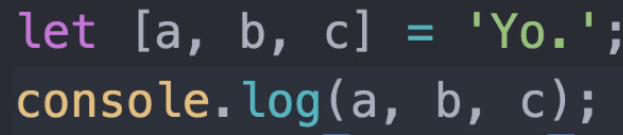 let [a, b, c] = 'Yo.';
console.log(a, b, c);